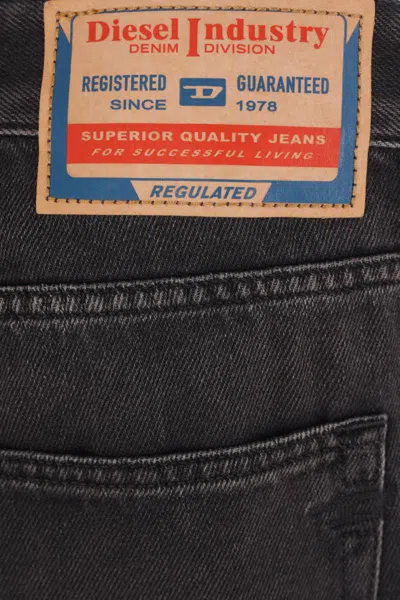 Diesel Industry
DENIM DIVISION
REGISTERED GUARANTEED
SINCE D 1978
SUPERIOR QUALITY JEANS
FOR SUCCESSFUL LIVING
REGULATED